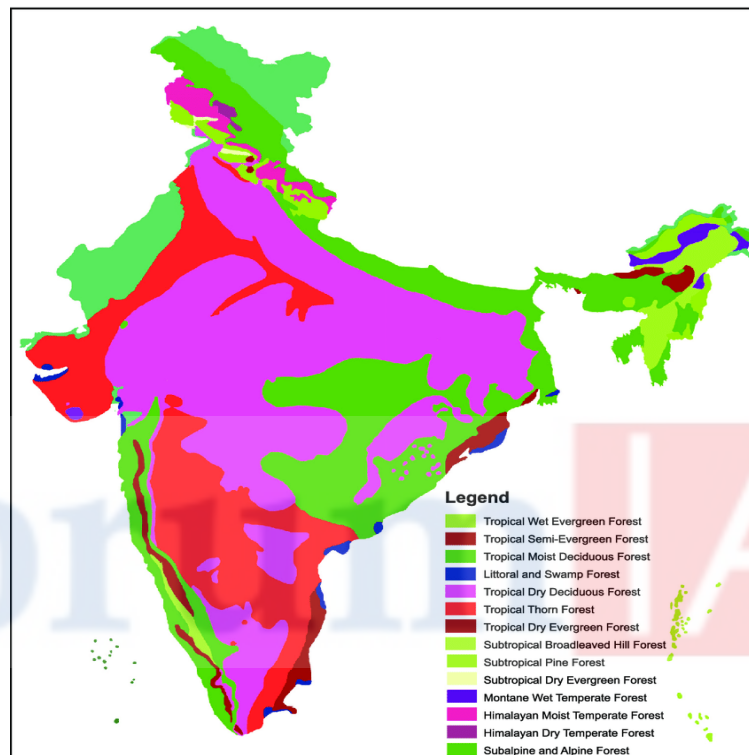 orumIA
Legend
Tropical Wet Evergreen Forest
Tropical Semi-Evergreen Forest
Tropical Moist Deciduous Forest
Littoral and Swamp Forest
Tropical Dry Deciduous Forest
Tropical Thorn Forest
Tropical Dry Evergreen Forest
Subtropical Broadleaved Hill Forest
Subtropical Pine Forest
Subtropical Dry Evergreen Forest
Montane Wet Temperate Forest
Himalayan Moist Temperate Forest
Himalayan Dry Temperate Forest
Subalpine and Alpine Forest